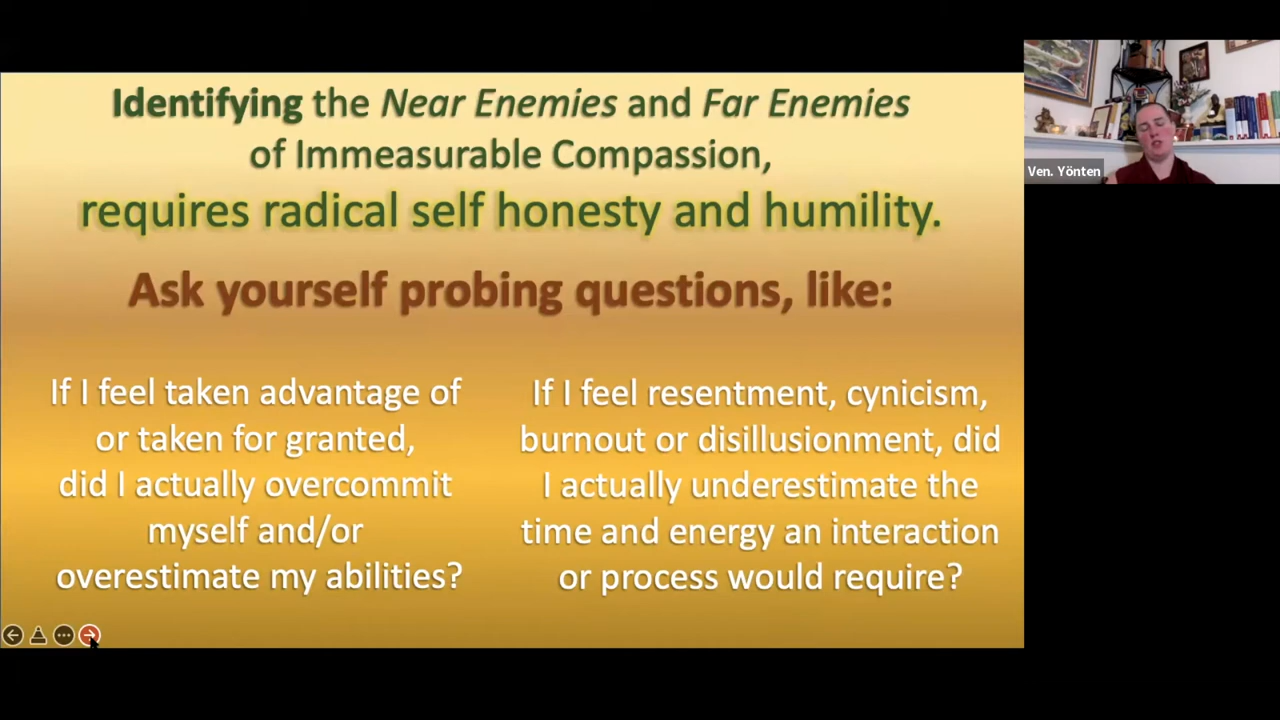 Identifying the Near Enemies and Far Enemies
of Immeasurable Compassion,
requires radical self honesty and humility.
Ask yourself probing questions, like:
If I feel taken advantage of
or taken for granted,
did I actually overcommit
myself and/or
overestimate my abilities?
If I feel resentment, cynicism,
burnout or disillusionment, did
I actually underestimate the
time and energy an interaction
or process would require?
Ven. Yönten